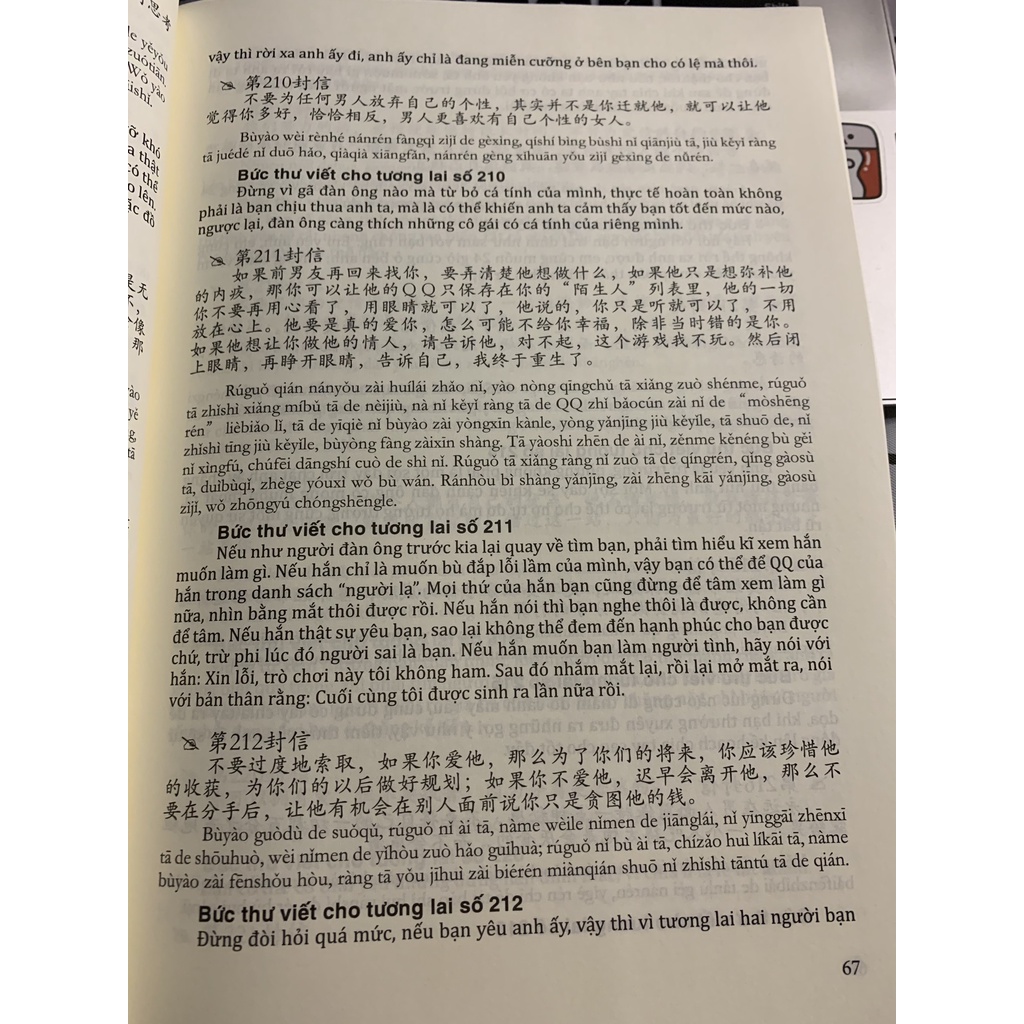 vậy thì rời xa anh ấy đi, anh ấy chỉ là đang miễn cưỡng ở bên bạn cho có lệ mà thôi.
第210封信
不要为任何男人放弃自己的个性，其实并不是你迁就他，就可以让他
觉得你多好，恰恰相反，男人更喜欢有自己个性的女人。
Bùyào wèi rènhé nánrén fàngqì zìjǐ de gèxìng, qíshí bìng bùshì nǐ qiānjiù tā, jiù kěyǐ ràng
tā juédé nǐ duō hǎo, qiàqià xiāngfǎn, nánrén gèng xǐhuān yǒu zìjǐ gèxìng de nǚrén.
Bức thư viết cho tương lai số 210
Đừng vì gã đàn ông nào mà từ bỏ cá tính của mình, thực tế hoàn toàn không
phải là bạn chịu thua anh ta, mà là có thể khiến anh ta cảm thấy bạn tốt đến mức nào,
ngược lại, đàn ông càng thích những cô gái có cá tính của riêng mình.
第211封信
如果前男友再回来找你，要弄清楚他想做什么，如果他只是想弥补他
的内疚，那你可以让他的QQ只保存在你的“陌生人”列表里，他的一切
你不要再用心看了，用眼睛就可以了，他说的，你只是听就可以了，不用
放在心上。他要是真的爱你，怎么可能不给你幸福，除非当时错的是你。
如果他想让你做他的情人，请告诉他，对不起，这个游戏我不玩。然后闭
上眼睛，再睁开眼睛，告诉自己，我终于重生了。
Rúguǒ qián nányǒu zài huílái zhǎo nǐ, yào nòng qīngchǔ tā xiǎng zuò shénme, rúguǒ
tā zhǐshì xiǎng míbǔ tā de nèijiù, nà nǐ kěyǐ ràng tā de QQ zhǐ bǎocún zài nǐ de “mòshēng
rén” lièbiǎo lǐ, tā de yīqiè nǐ bùyào zài yòngxīn kànle, yòng yǎnjīng jiù kěyǐle, tā shuō de, nǐ
zhǐshì tīng jiù kěyǐle, bùyòng fàng zàixīn shàng. Tā yàoshi zhēn de ài nǐ, zěnme kěnéng bù gěi
nǐ xìngfú, chúfēi dāngshí cuò de shì nǐ. Rúguǒ tā xiǎng ràng nǐ zuò tā de qíngrén, qǐng gàosù
tā, duìbùqǐ, zhège yóuxì wǒ bù wán. Ránhòu bì shàng yǎnjīng, zài zhēng kāi yǎnjīng, gàosù
zìjǐ, wǒ zhōngyú chóngshēngle.
Bức thư viết cho tương lai số 211
Nếu như người đàn ông trước kia lại quay về tìm bạn, phải tìm hiểu kĩ xem hắn
muốn làm gì. Nếu hắn chỉ là muốn bù đắp lỗi lầm của mình, vậy bạn có thể để QQ của
hắn trong danh sách “người lạ”. Mọi thứ của hắn bạn cũng đừng để tâm xem làm gì
nữa, nhìn bằng mắt thôi được rồi. Nếu hắn nói thì bạn nghe thôi là được, không cần
để tâm. Nếu hắn thật sự yêu bạn, sao lại không thể đem đến hạnh phúc cho bạn được
chứ, trừ phi lúc đó người sai là bạn. Nếu hắn muốn bạn làm người tình, hãy nói với
hắn: Xin lỗi, trò chơi này tôi không ham. Sau đó nhắm mắt lại, rồi lại mở mắt ra, nói
với bản thân rằng: Cuối cùng tôi được sinh ra lần nữa rồi.
第212封信
不要过度地索取，如果你爱他，那么为了你们的将来，你应该珍惜他
的收获，为你们的以后做好规划；如果你不爱他，迟早会离开他，那么不
要在分手后，让他有机会在别人面前说你只是贪图他的钱。
Bùyào guòdù de suǒqǔ, rúguǒ nǐ ài tā, nàme wèile nǐmen de jiānglái, nǐ yīnggāi zhēnxī
tā de shōuhuò, wèi nǐmen de yǐhòu zuò hǎo guīhuà; rúguǒ nǐ bù ài tā, chízǎo huì líkāi tā, nàme
bùyào zài fēnshǒu hòu, ràng tā yǒu jīhuì zài biérén miànqián shuō nǐ zhǐshì tāntú tā de qián.
Bức thư viết cho tương lai số 212
Đừng đòi hỏi quá mức, nếu bạn yêu anh ấy, vậy thì vì tương lai hai người bạn
67